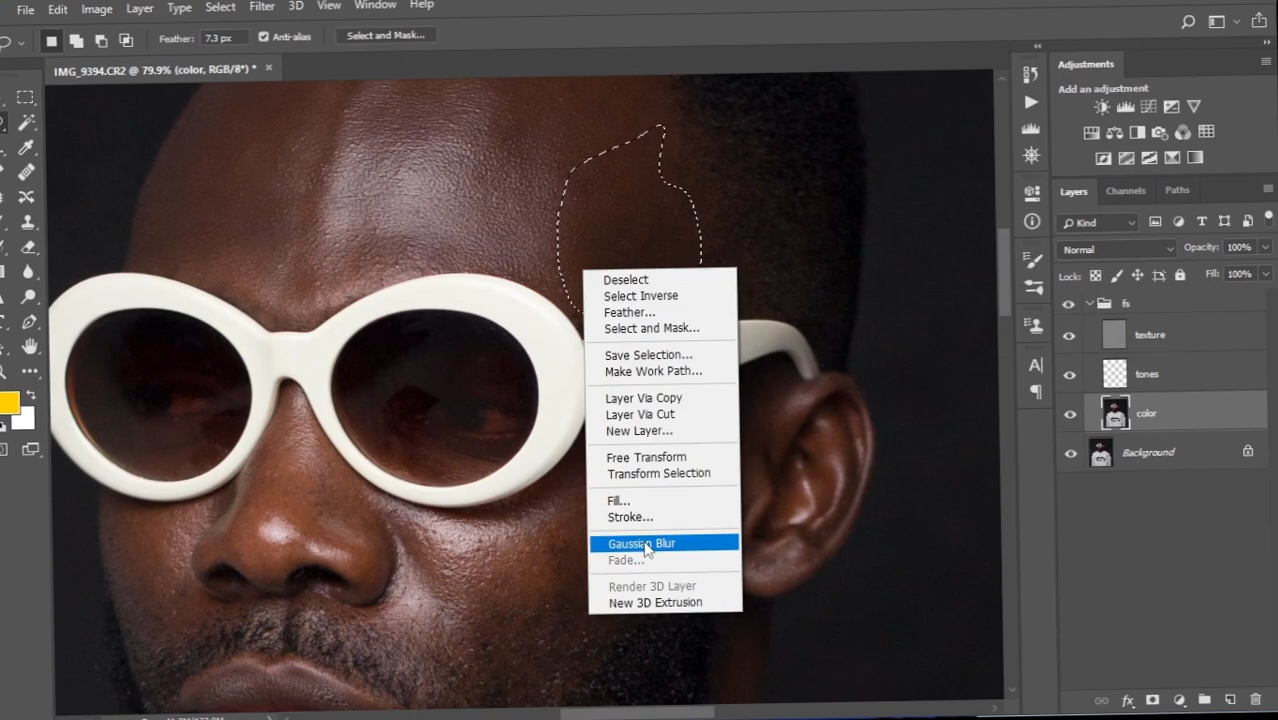 File Edit Image Layer Type Select Filter 3D View Window Help
Feather: 7.3 px Anti-alias Select and Mask...
IMG_9394.CR2 @ 79.9% (color, RGB/8*) * ×
Adjustments
Add an adjustment
Layers Channels Paths
Kind
Normal Opacity: 100%
Lock: Fill: 100%
fs
texture
tones
color
Background
Deselect
Select Inverse
Feather...
Select and Mask...
Save Selection...
Make Work Path...
Layer Via Copy
Layer Via Cut
New Layer...
Free Transform
Transform Selection
Fill...
Stroke...
Gaussian Blur
Fade...
Render 3D Layer
New 3D Extrusion